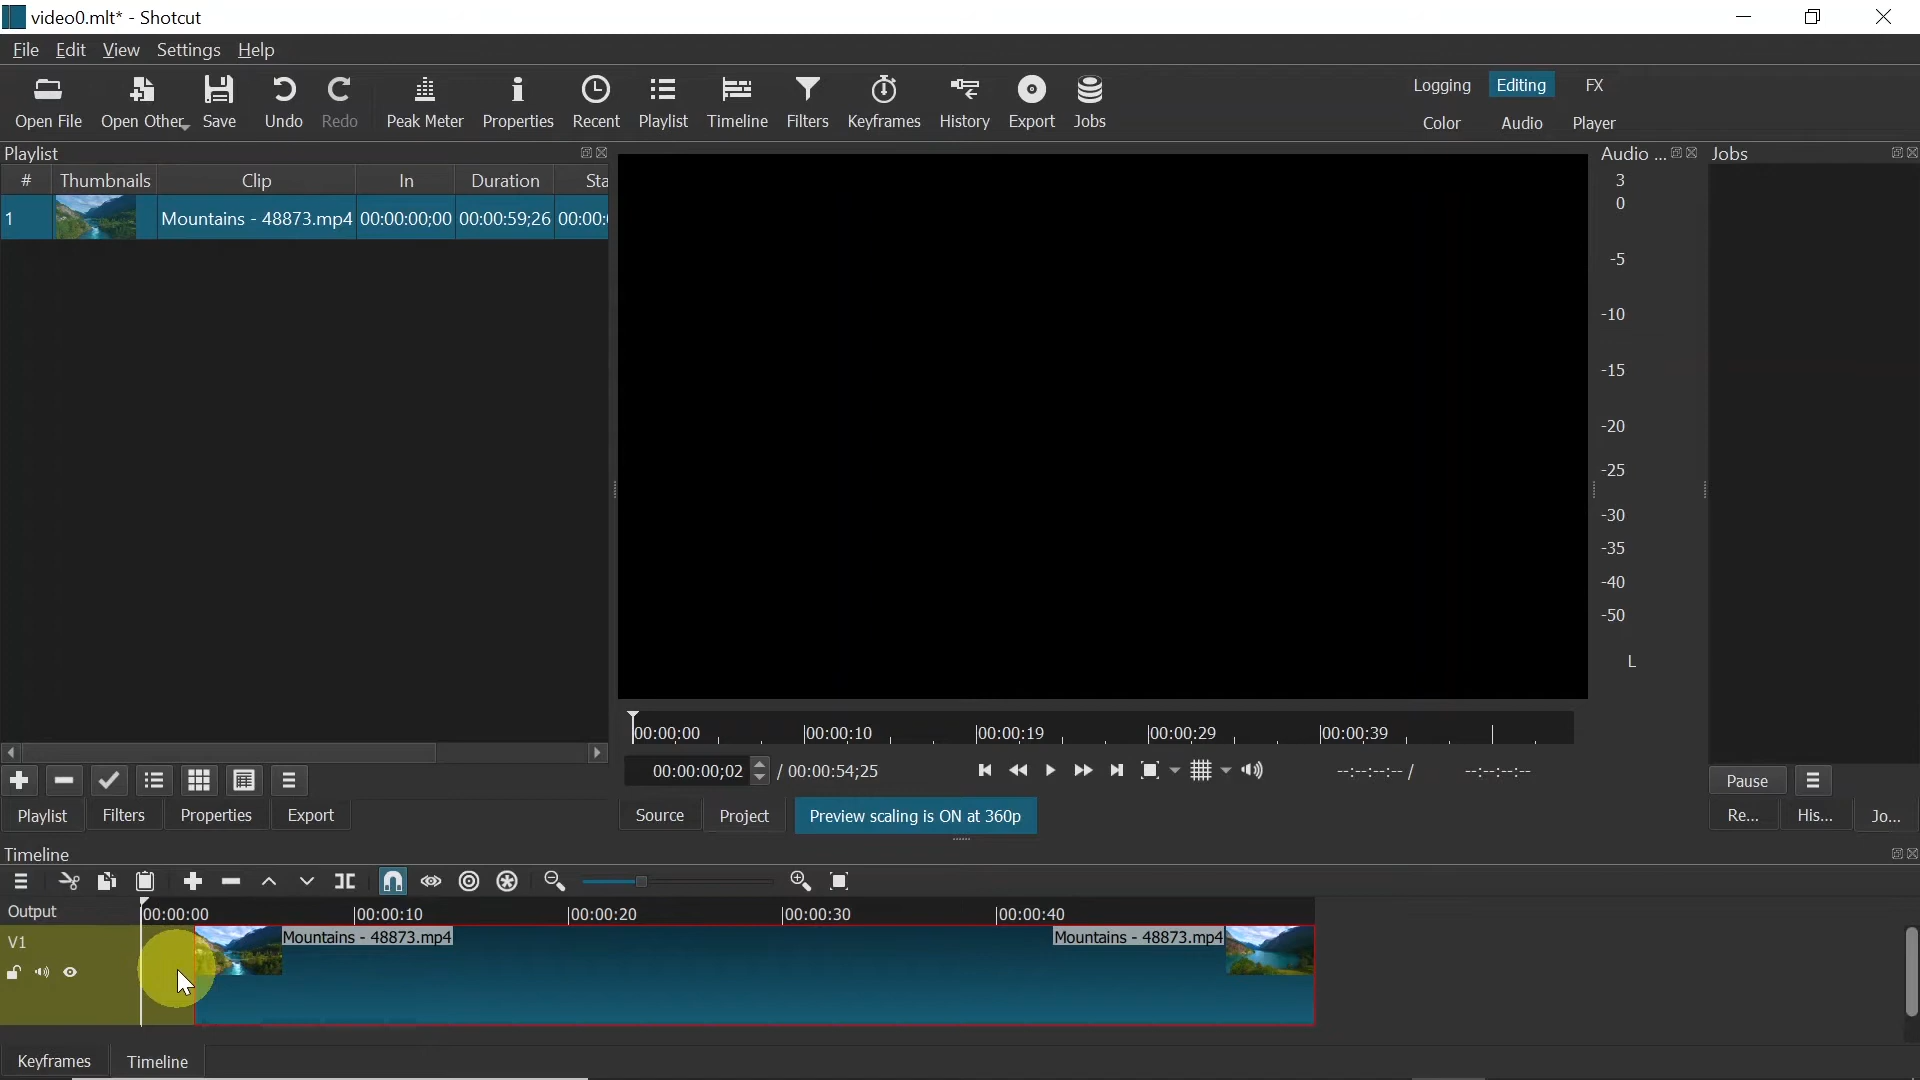 video0.mlt* - Shotcut
File Edit View Settings Help
Open File Open Other Save Undo Redo Peak Meter Properties Recent Playlist Timeline Filters Keyframes History Export Jobs
Logging Editing FX
Color Audio Player
Playlist
# Thumbnails Clip In Duration Sta
1 Mountains - 48873.mp4 00:00:00;00 00:00:59;26 00:00:
Audio ... Jobs
3
0
-5
-10
-15
-20
-25
-30
-35
-40
-50
L
00:00:00 00:00:10 00:00:19 00:00:29 00:00:39
00:00:00;02 / 00:00:54;25 --:--:--:-- / --:--:--:--
Pause
Playlist Filters Properties Export
Source Project Preview scaling is ON at 360p
Re... His... Jo...
Timeline
Output 00:00:00 00:00:10 00:00:20 00:00:30 00:00:40
V1 Mountains - 48873.mp4 Mountains - 48873.mp4
Keyframes Timeline